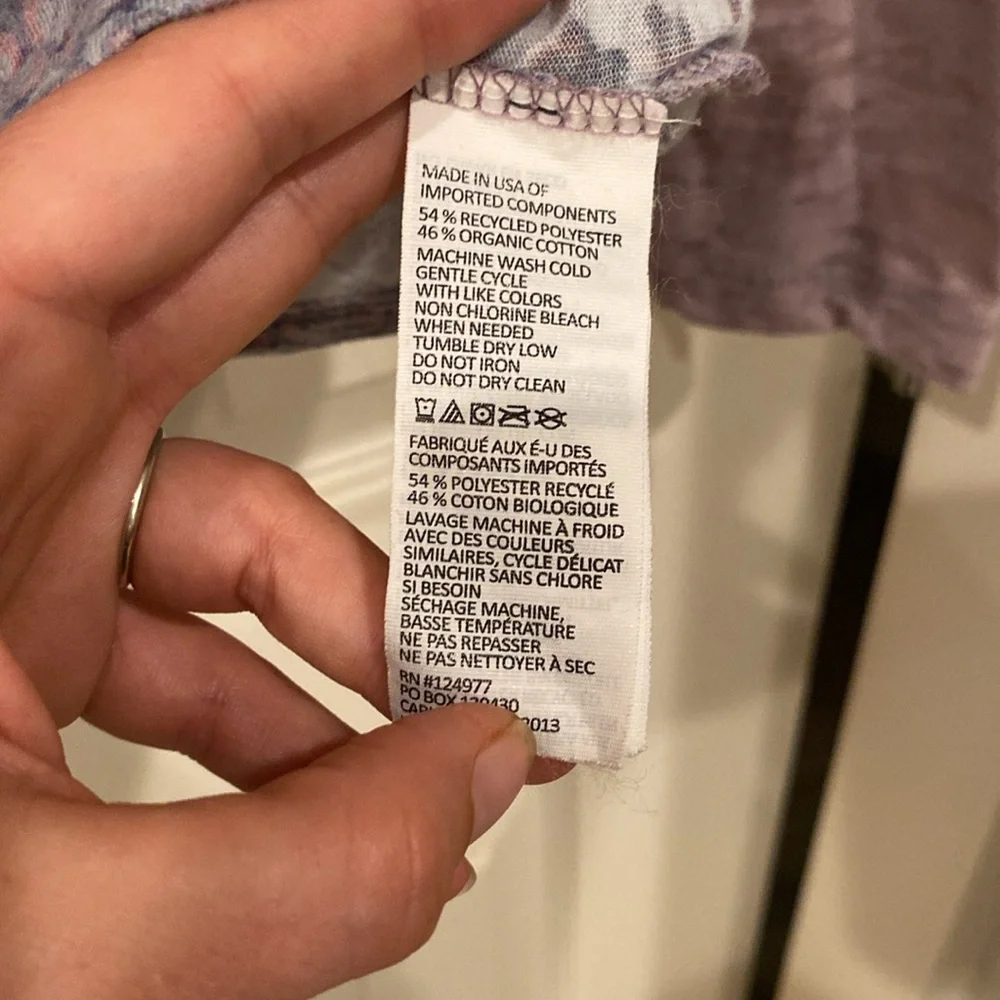 MADE IN USA OF
IMPORTED COMPONENTS
54 % RECYCLED POLYESTER
46 % ORGANIC COTTON
MACHINE WASH COLD
GENTLE CYCLE
WITH LIKE COLORS
NON CHLORINE BLEACH
WHEN NEEDED
TUMBLE DRY LOW
DO NOT IRON
DO NOT DRY CLEAN
FABRIQUÉ AUX É-U DES
COMPOSANTS IMPORTÉS
54 % POLYESTER RECYCLÉ
46 % COTON BIOLOGIQUE
LAVAGE MACHINE À FROID
AVEC DES COULEURS
SIMILAIRES, CYCLE DÉLICAT
BLANCHIR SANS CHLORE
SI BESOIN
SÉCHAGE MACHINE,
BASSE TEMPÉRATURE
NE PAS REPASSER
NE PAS NETTOYER À SEC
RN #124977
PO BOX